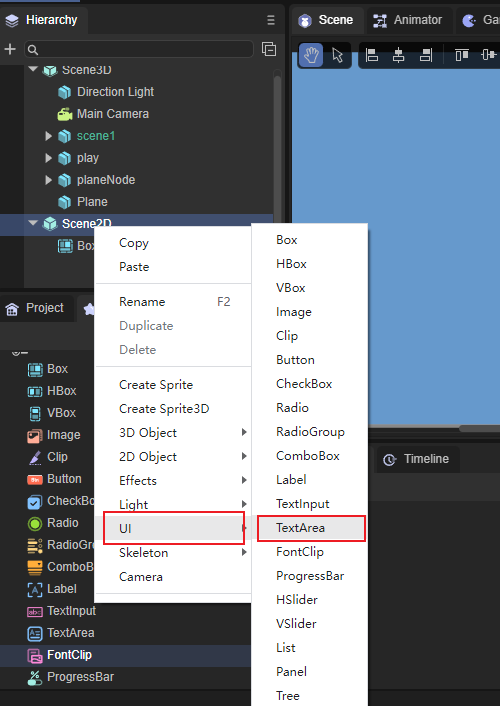 Hierarchy
Scene
Animator
Ga
Scene3D
Direction Light
Main Camera
scene1
play
planeNode
Plane
Scene2D
Box
Copy
Paste
Rename F2
Duplicate
Delete
Create Sprite
Create Sprite3D
3D Object
2D Object
Effects
Light
UI
Skeleton
Camera
Box
HBox
VBox
Image
Clip
Button
CheckBox
Radio
RadioGroup
ComboBox
Label
TextInput
TextArea
FontClip
ProgressBar
HSlider
VSlider
List
Panel
Tree
Project
Box
HBox
VBox
Image
Clip
Button
CheckBo
Radio
RadioGr
ComboB
Label
TextInput
TextArea
FontClip
ProgressBar
Timeline